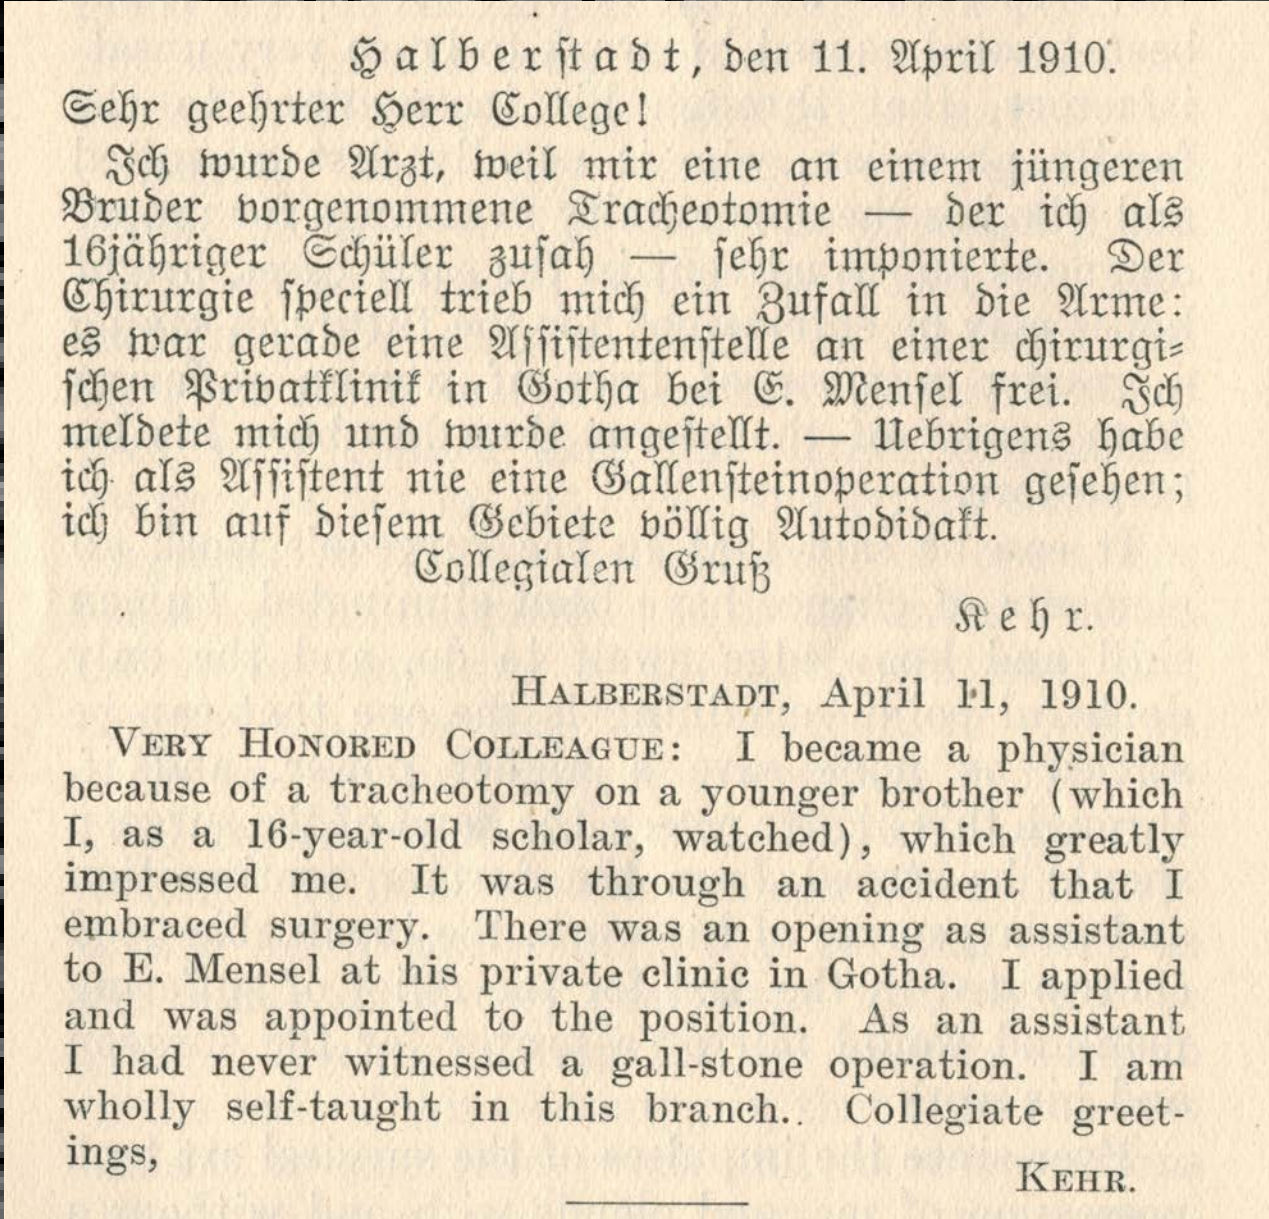 Halberstadt, den 11. April 1910.
Sehr geehrter Herr College!
Ich wurde Arzt, weil mir eine an einem jüngeren
Bruder vorgenommene Tracheotomie — der ich als
16jähriger Schüler zusah — sehr imponierte. Der
Chirurgie speciell trieb mich ein Zufall in die Arme:
es war gerade eine Assistentenstelle an einer chirurgi-
schen Privatklinik in Gotha bei E. Mensel frei. Ich
meldete mich und wurde angestellt. — Uebrigens habe
ich als Assistent nie eine Gallensteinoperation gesehen;
ich bin auf diesem Gebiete völlig Autodidakt.
Collegialen Gruß
Kehr.
HALBERSTADT, April 11, 1910.
VERY HONORED COLLEAGUE: I became a physician
because of a tracheotomy on a younger brother (which
I, as a 16-year-old scholar, watched), which greatly
impressed me. It was through an accident that I
embraced surgery. There was an opening as assistant
to E. Mensel at his private clinic in Gotha. I applied
and was appointed to the position. As an assistant
I had never witnessed a gall-stone operation. I am
wholly self-taught in this branch.. Collegiate greet-
ings,
KEHR.